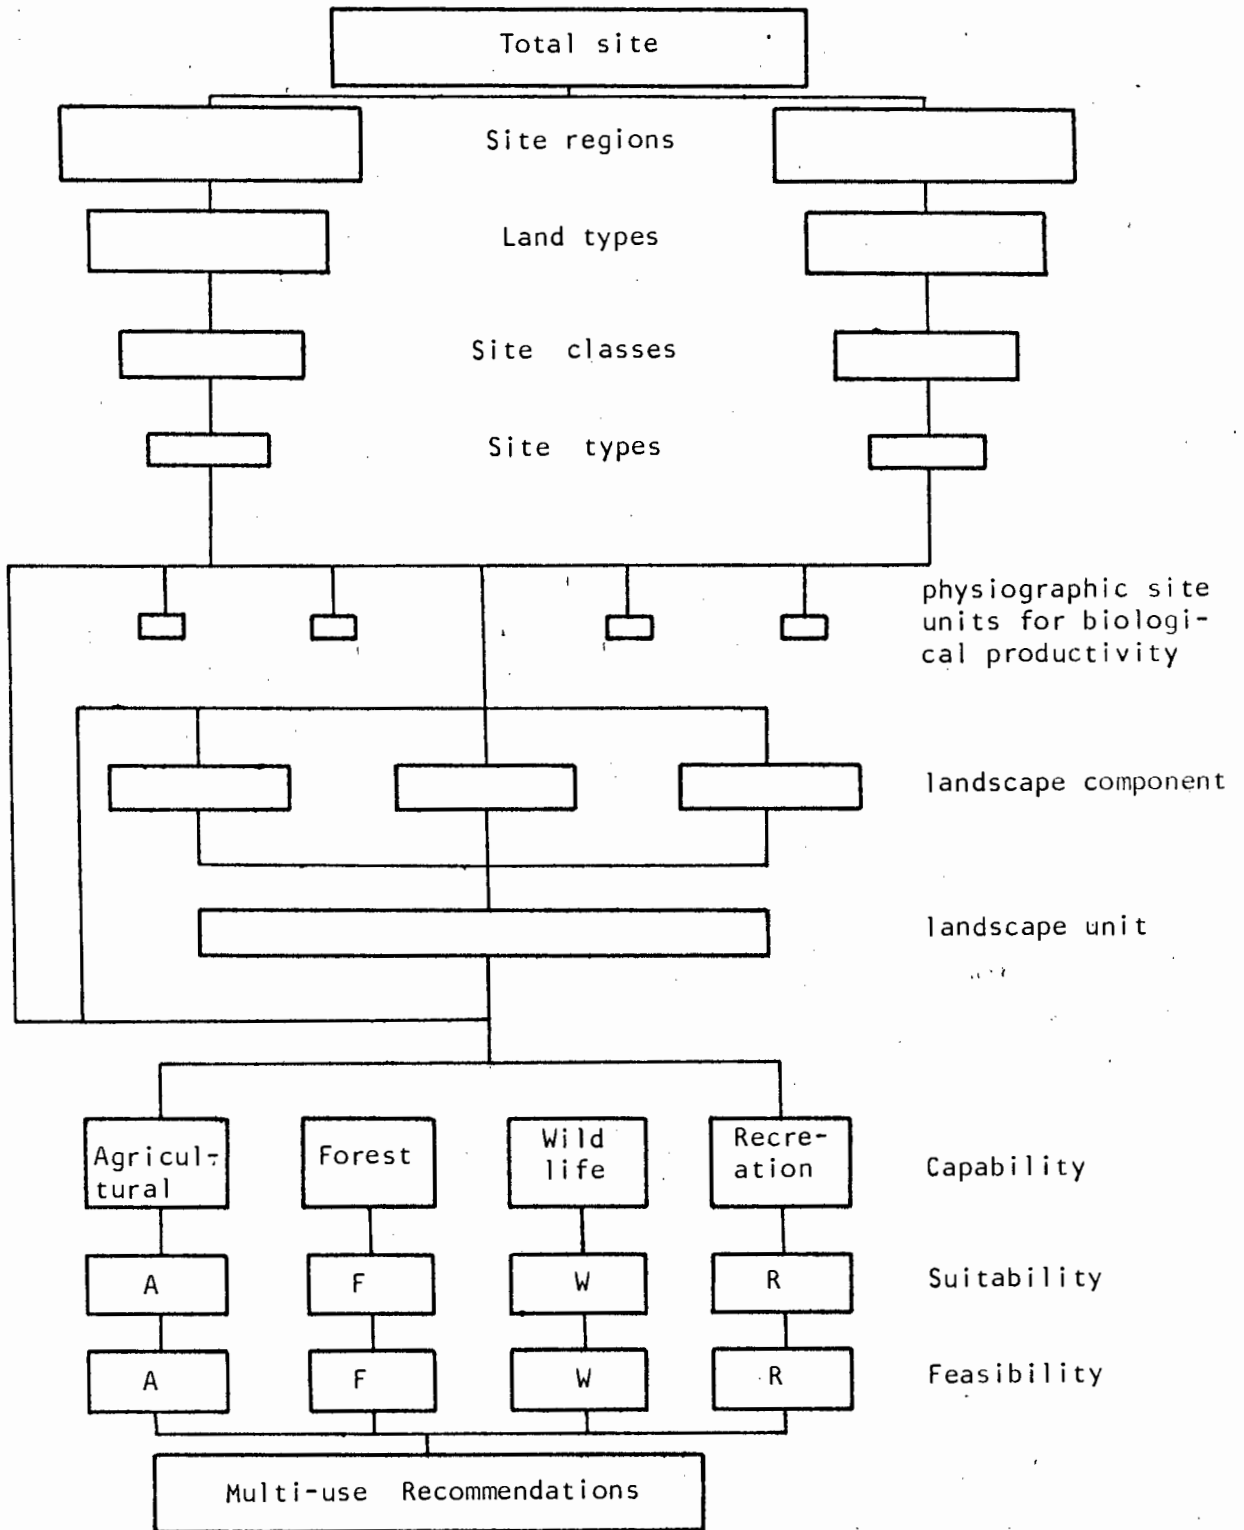 Total site
Site regions
Land types
Site classes
Site types
physiographic site
units for biologi-
cal productivity
landscape component
landscape unit
Agricul-
tural
Forest
Wild
life
Recre-
ation
Capability
A
F
W
R
Suitability
A
F
W
R
Feasibility
Multi-use Recommendations